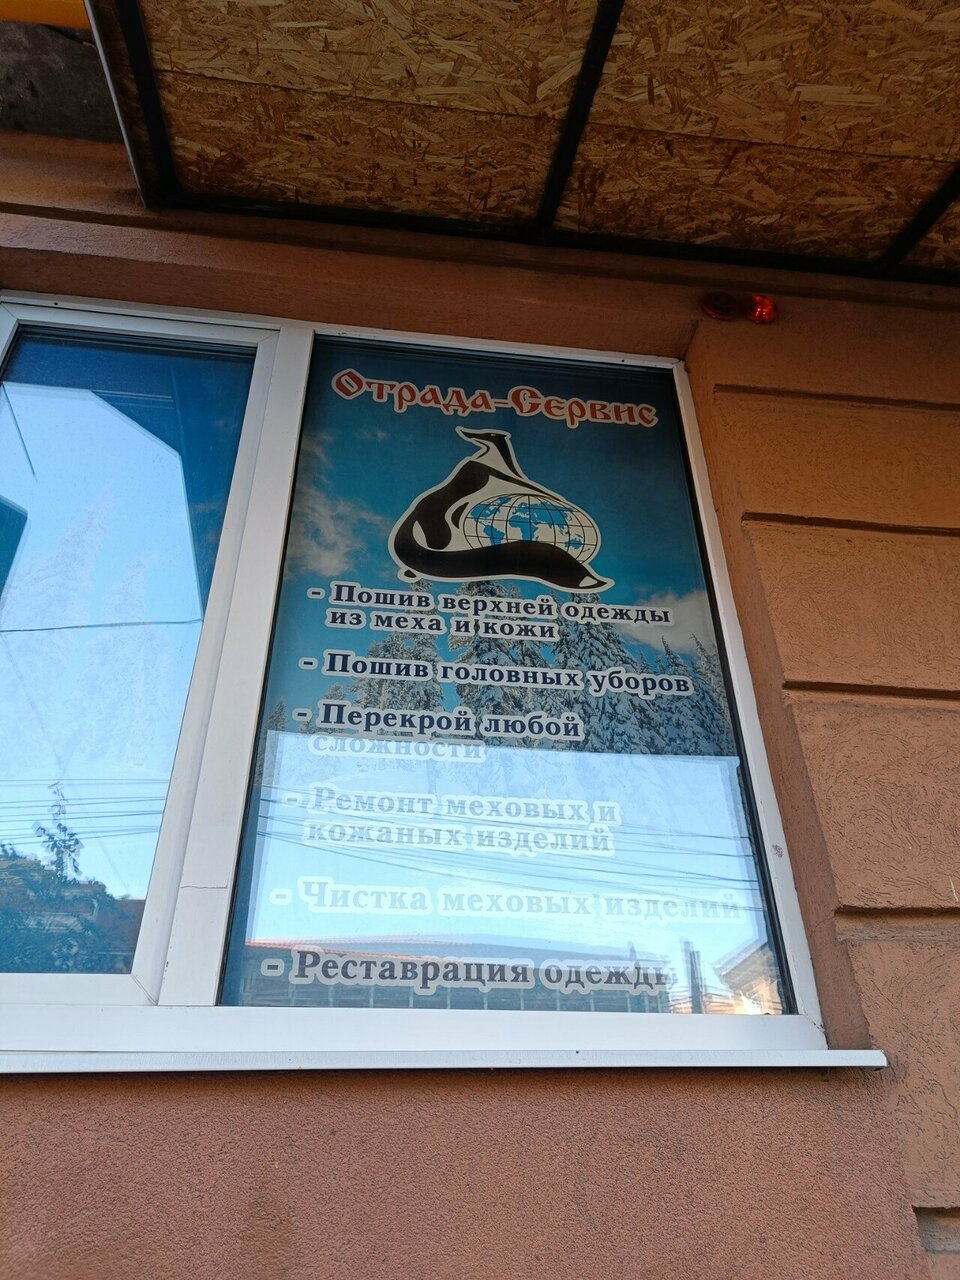 Отрада-Сервис
- Пошив верхней одежды
из меха и кожи
- Пошив головных уборов
- Перекрой любой
сложности
- Ремонт меховых и
кожаных изделий
- Чистка меховых изделий
- Реставрация одежды